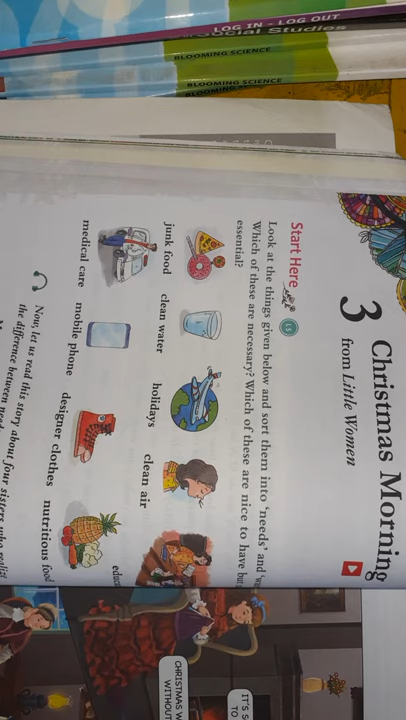 LOG IN - LOG OUT
Social Studies
BLOOMING SCIENCE
BLOOMING SCIENCE
3 Christmas Morning
from Little Women
Start Here
Look at the things given below and sort them into 'needs' and
Which of these are necessary? Which of these are nice to have but
essential?
junk food clean water holidays clean air
medical care mobile phone designer clothes nutritious food
Now, let us read this story about four sisters who
the difference between
IT'S
TO
CHRISTMAS
WITHOUT